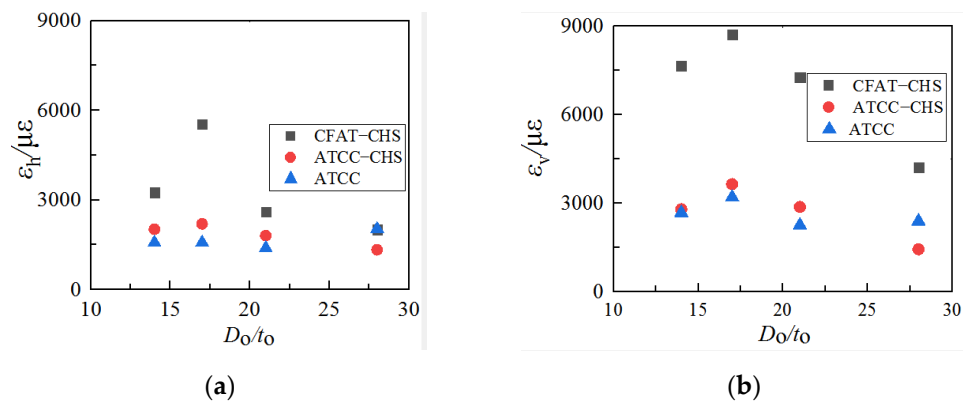 9000
6000
3000
0
εh/με
CFAT−CHS
ATCC−CHS
ATCC
10 15 20 25 30
Do/to
(a)
9000
6000
3000
0
εv/με
CFAT−CHS
ATCC−CHS
ATCC
10 15 20 25 30
Do/to
(b)